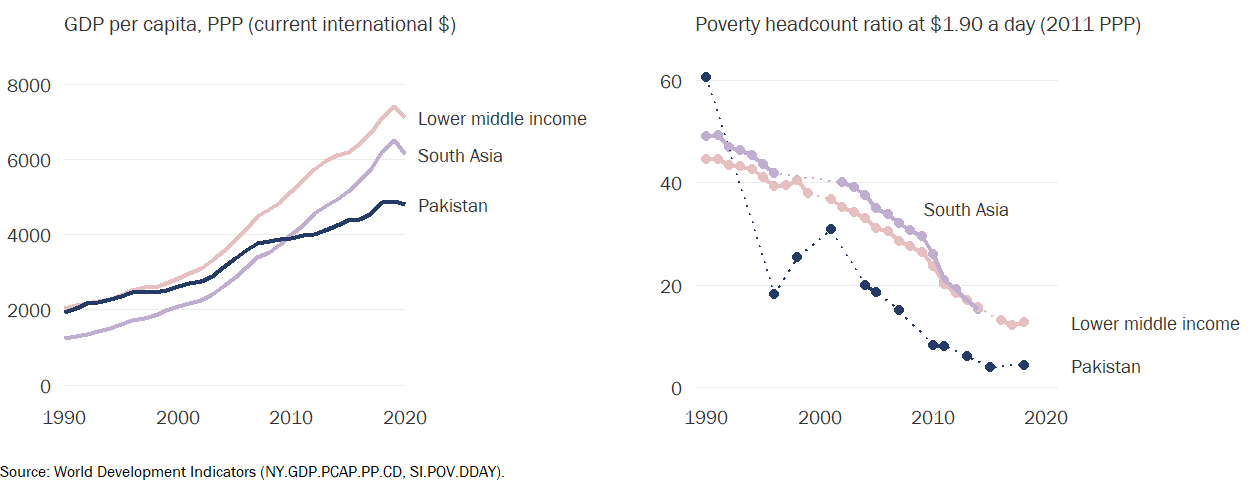 GDP per capita, PPP (current international $)
8000
6000
4000
2000
0
1990
2000
2010
2020
Lower middle income
South Asia
Pakistan
Poverty headcount ratio at $1.90 a day (2011 PPP)
60
40
20
0
1990
2000
2010
2020
South Asia
Lower middle income
Pakistan
Source: World Development Indicators (NY.GDP.PCAP.PP.CD, SI.POV.DDAY).